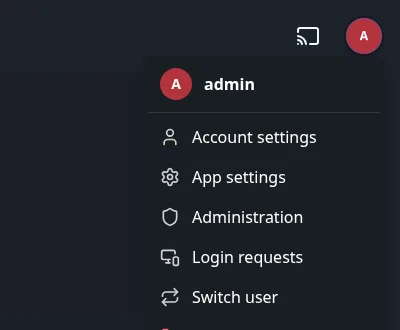 A
A admin
Account settings
App settings
Administration
Login requests
Switch user